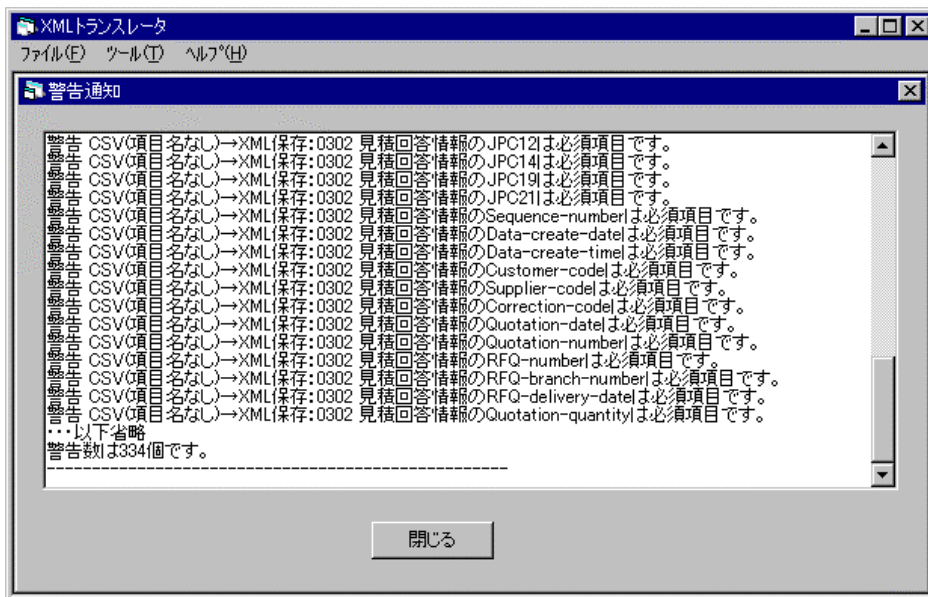 XMLトランスレータ
ファイル(F) ツール(T) ヘルプ(H)
警告通知
警告 CSV(項目名なし)→XML保存:0302 見積回答情報のJPC12は必須項目です。
警告 CSV(項目名なし)→XML保存:0302 見積回答情報のJPC14は必須項目です。
警告 CSV(項目名なし)→XML保存:0302 見積回答情報のJPC19は必須項目です。
警告 CSV(項目名なし)→XML保存:0302 見積回答情報のJPC21は必須項目です。
警告 CSV(項目名なし)→XML保存:0302 見積回答情報のSequence-numberは必須項目です。
警告 CSV(項目名なし)→XML保存:0302 見積回答情報のData-create-dateは必須項目です。
警告 CSV(項目名なし)→XML保存:0302 見積回答情報のData-create-timeは必須項目です。
警告 CSV(項目名なし)→XML保存:0302 見積回答情報のCustomer-codeは必須項目です。
警告 CSV(項目名なし)→XML保存:0302 見積回答情報のSupplier-codeは必須項目です。
警告 CSV(項目名なし)→XML保存:0302 見積回答情報のCorrection-codeは必須項目です。
警告 CSV(項目名なし)→XML保存:0302 見積回答情報のQuotation-dateは必須項目です。
警告 CSV(項目名なし)→XML保存:0302 見積回答情報のQuotation-numberは必須項目です。
警告 CSV(項目名なし)→XML保存:0302 見積回答情報のRFQ-numberは必須項目です。
警告 CSV(項目名なし)→XML保存:0302 見積回答情報のRFQ-branch-numberは必須項目です。
警告 CSV(項目名なし)→XML保存:0302 見積回答情報のRFQ-delivery-dateは必須項目です。
警告 CSV(項目名なし)→XML保存:0302 見積回答情報のQuotation-quantityは必須項目です。
・・・以下省略
警告数は334個です。
---------------------------------------------------
閉じる